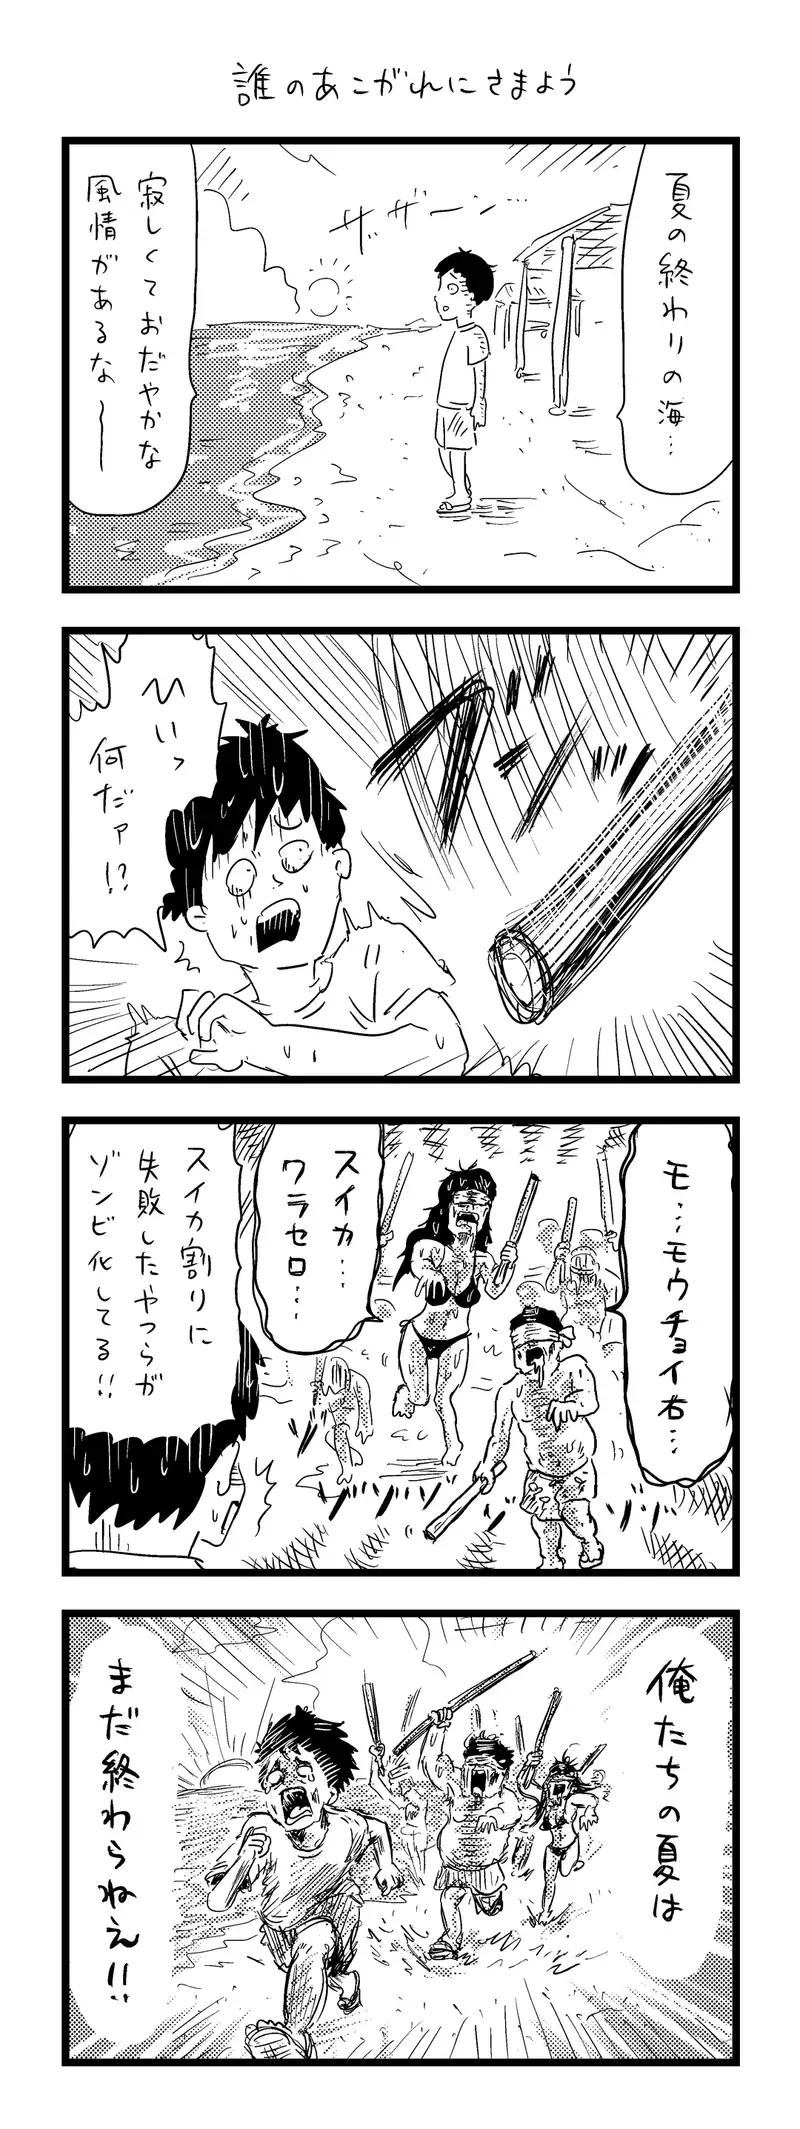 誰のあこがれにさまよう
夏の終わりの海…
ザザーン…
寂しくておだやかな
風情があるな──
ブンッ
ひいっ
何だァ!?
モ…モウチョイ右…
スイカ…
ワラセロ…
スイカ割りに
失敗したやつらが
ゾンビ化してる!!
俺たちの夏は
まだ終わらねえ!!